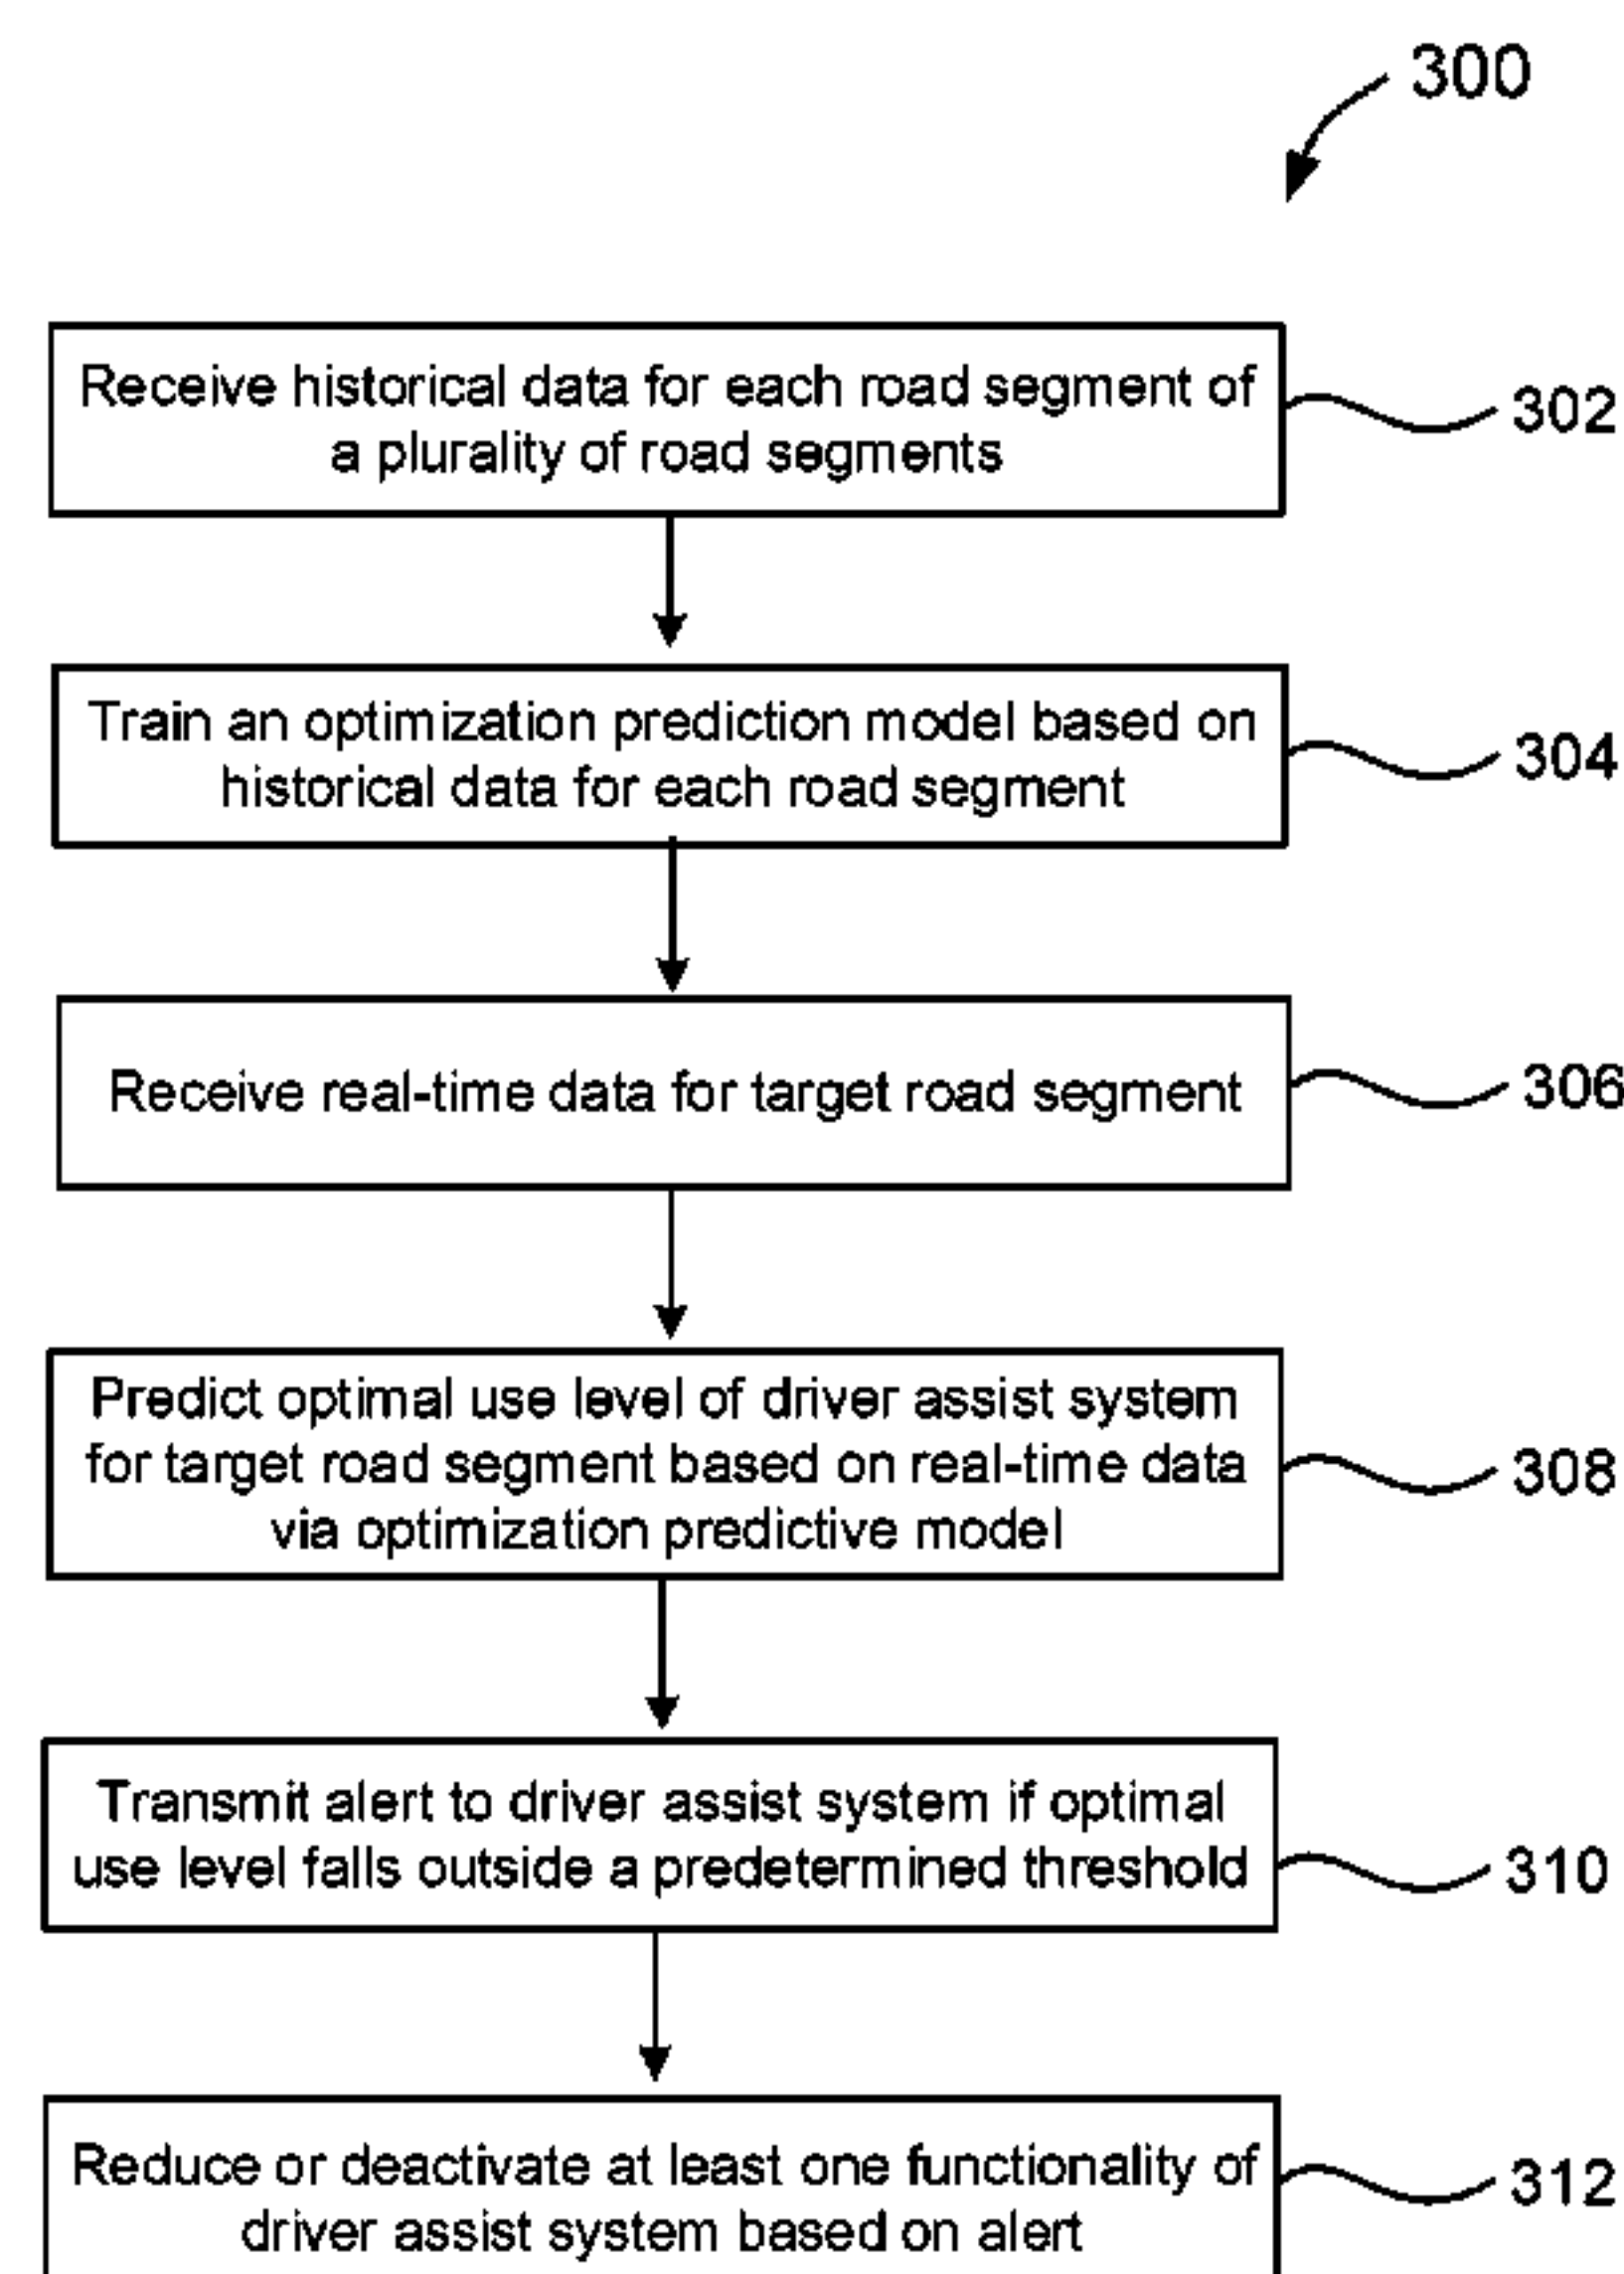 300
Receive historical data for each road segment of
a plurality of road segments
302
Train an optimization prediction model based on
historical data for each road segment
304
Receive real-time data for target road segment
306
Predict optimal use level of driver assist system
for target road segment based on real-time data
via optimization predictive model
308
Transmit alert to driver assist system if optimal
use level falls outside a predetermined threshold
310
Reduce or deactivate at least one functionality of
driver assist system based on alert
312